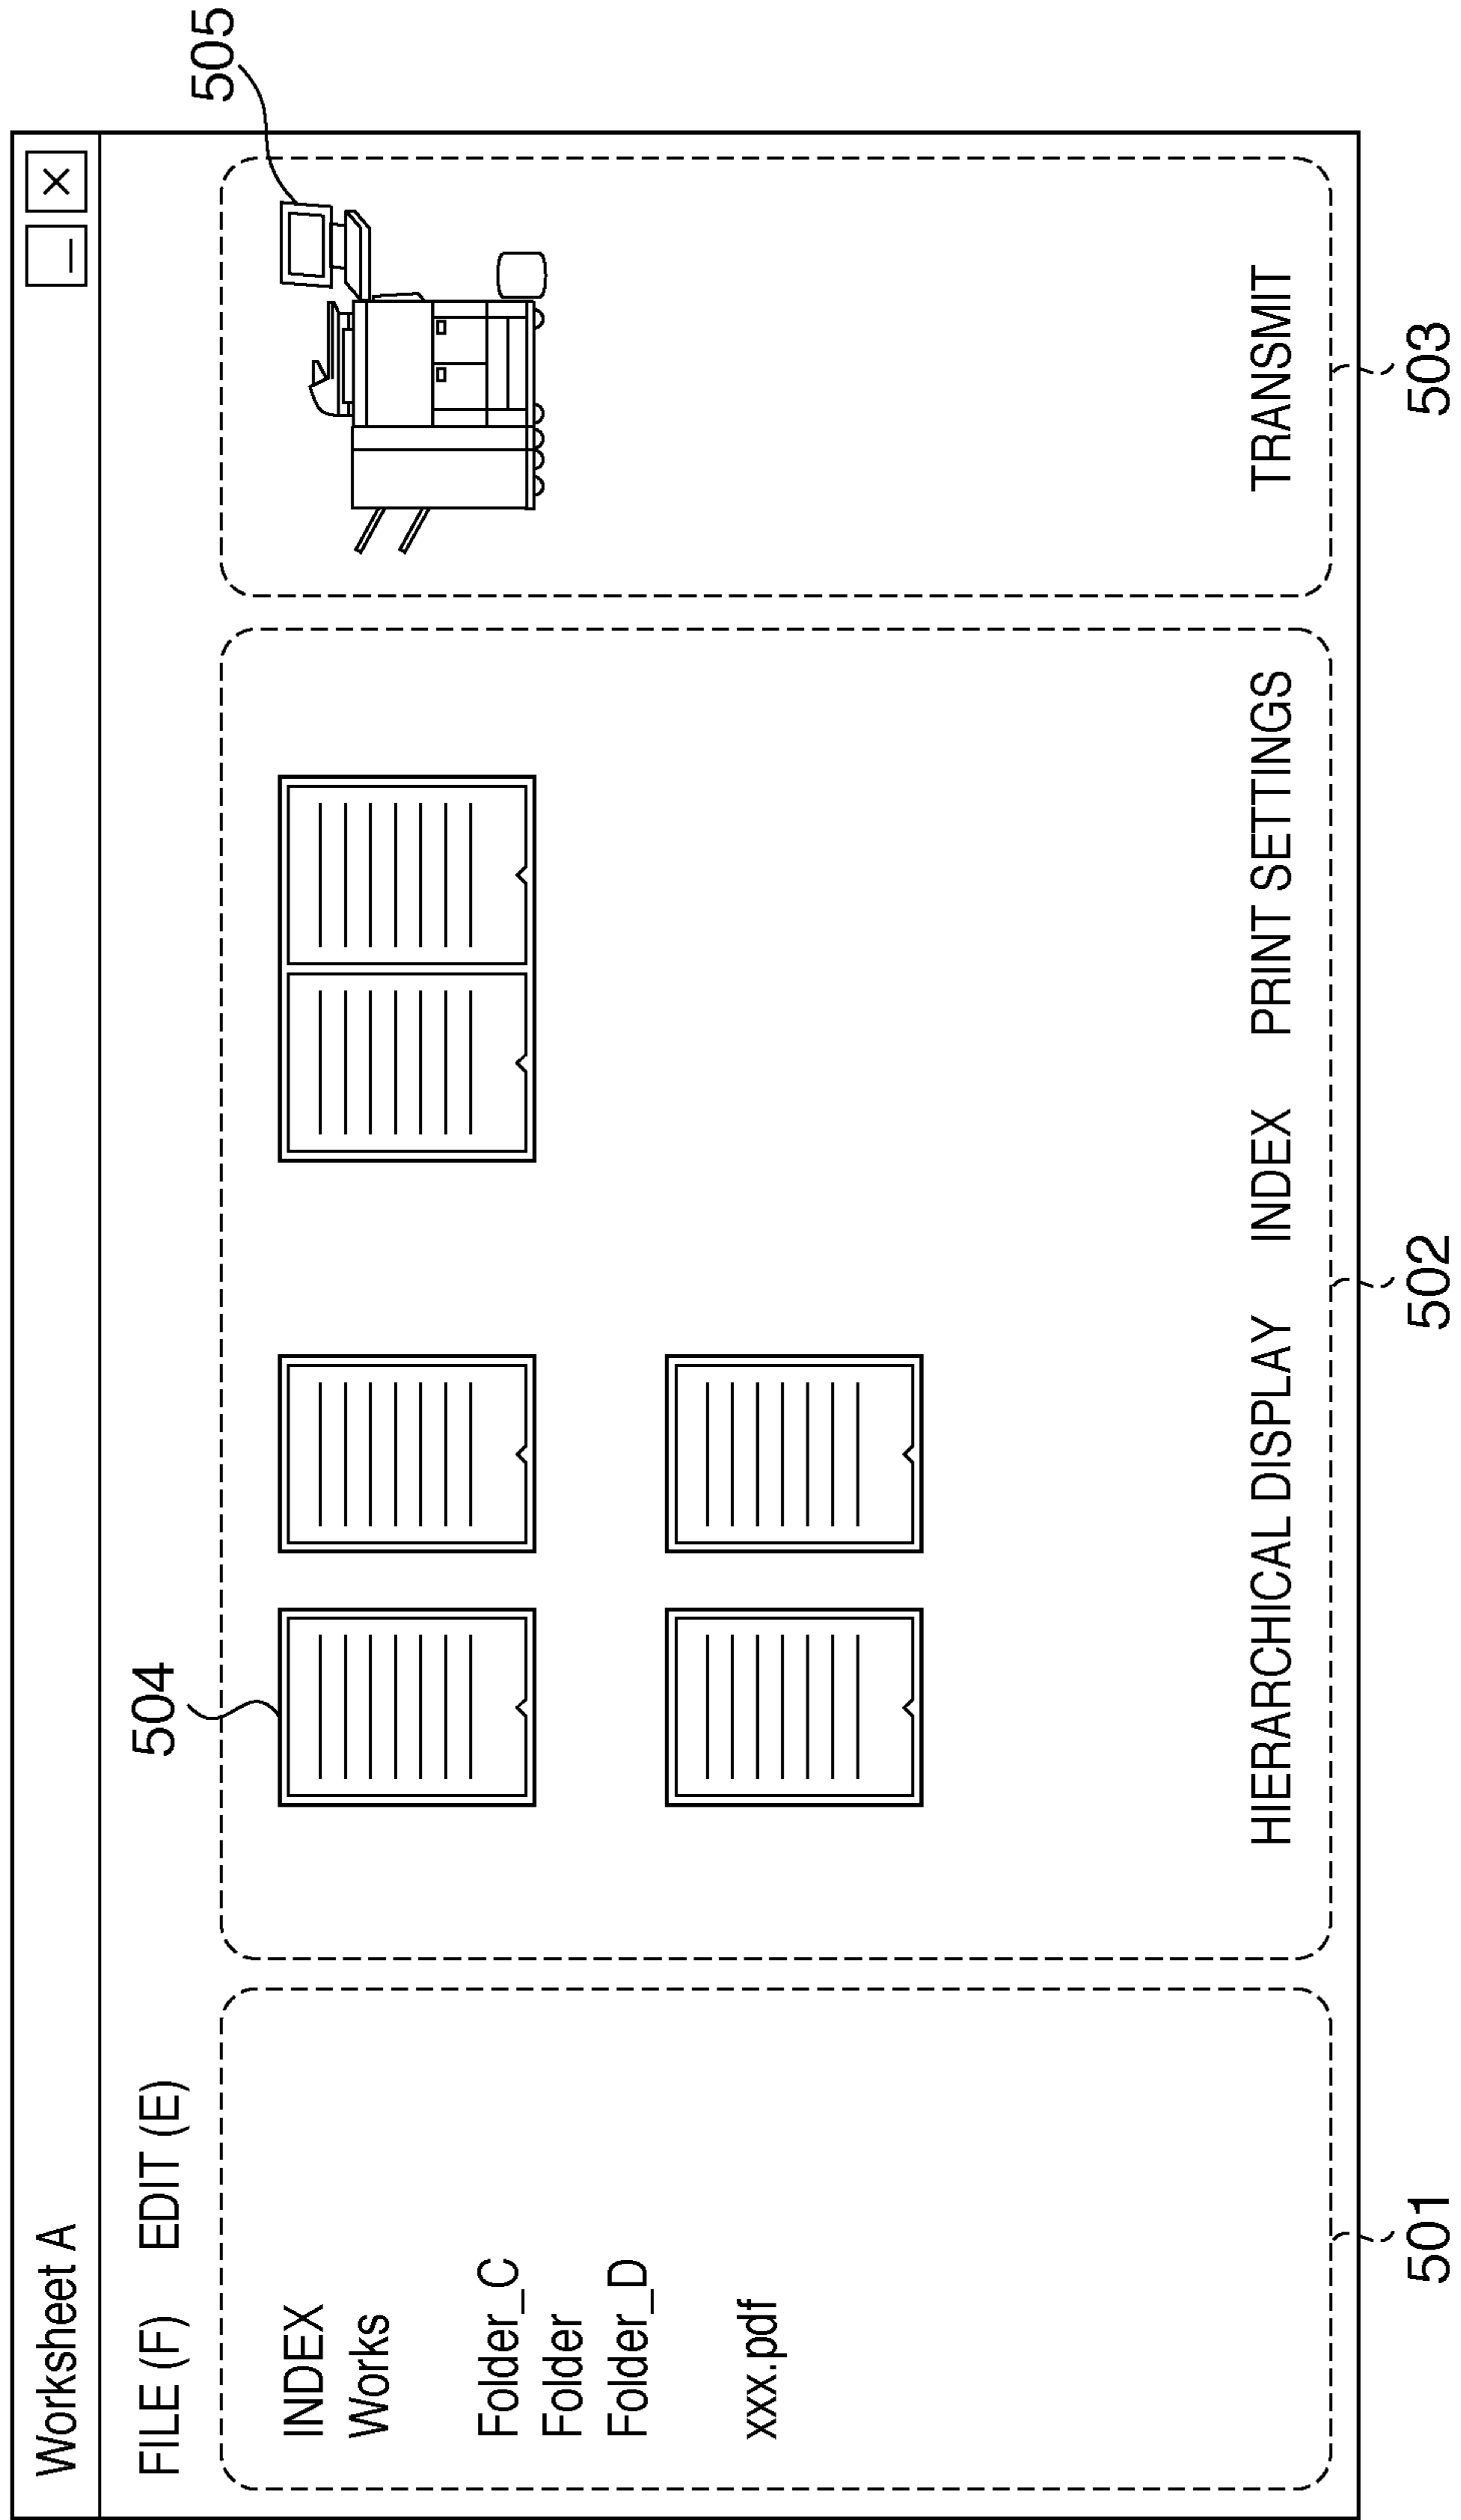 Worksheet A
_ ×
FILE (F) EDIT (E)
505
504
INDEX
Works
Folder_C
Folder
Folder_D
xxx.pdf
HIERARCHICAL DISPLAY INDEX PRINT SETTINGS
TRANSMIT
501 502 503